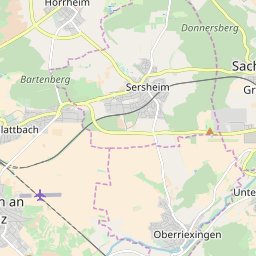 Horrheim
Donnersberg
Sach
Bartenberg
Sersheim
Gr
lattbach
n an
z
Unte
Oberriexingen